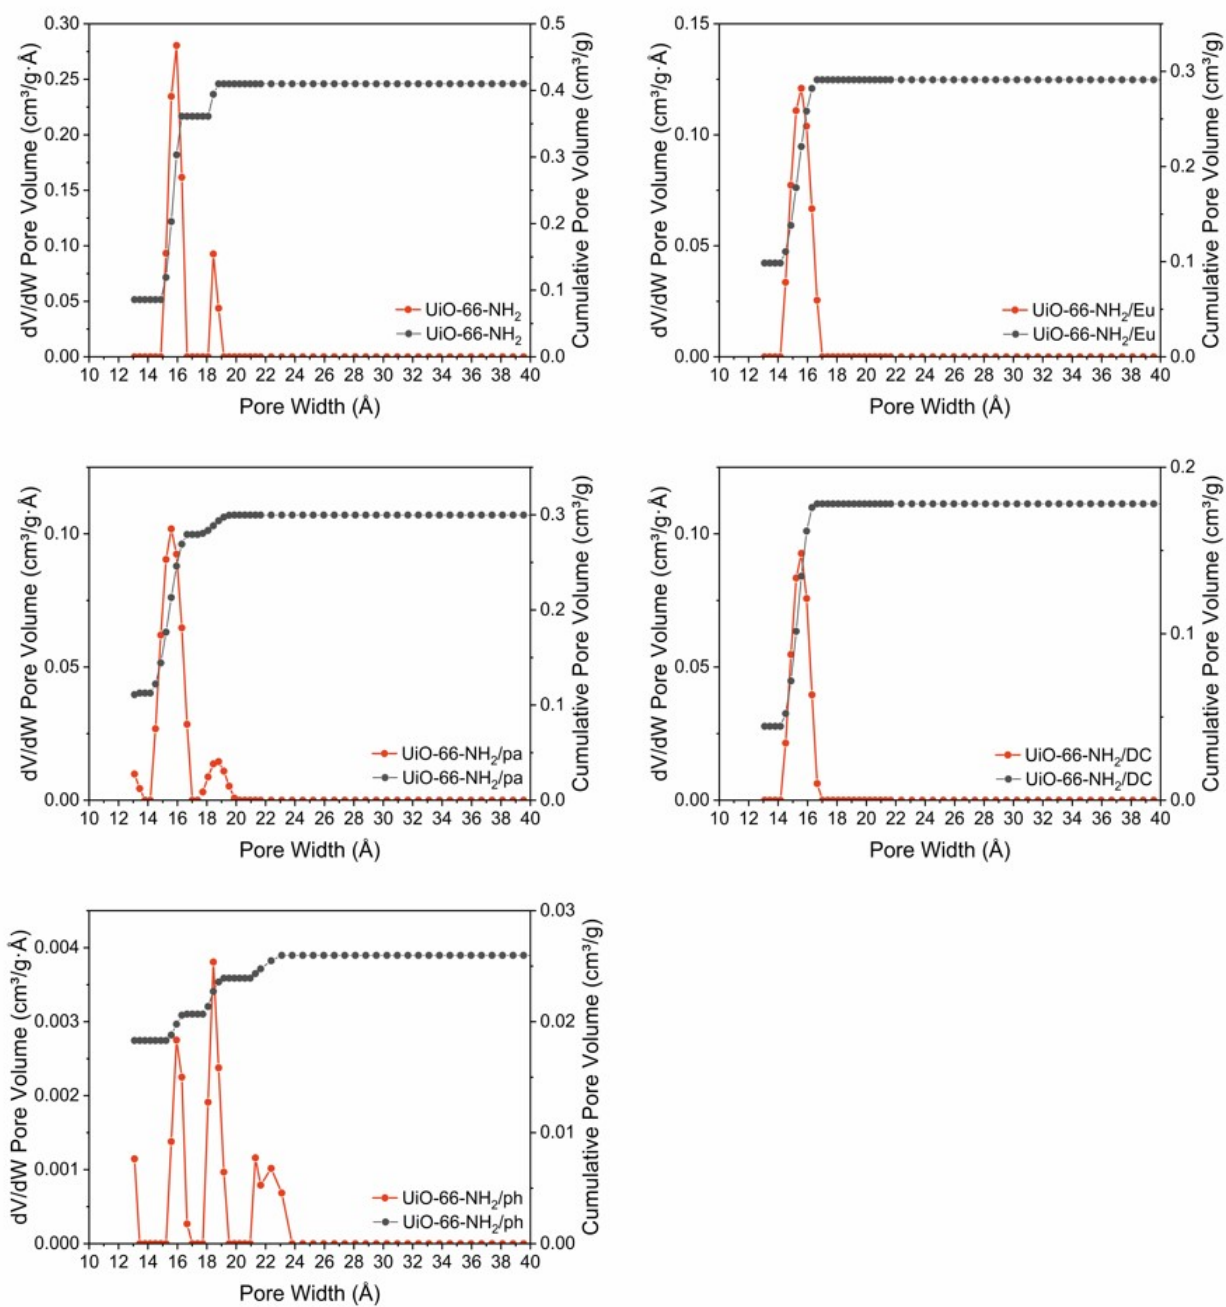 dV/dW Pore Volume (cm³/g·Å)
0.30
0.25
0.20
0.15
0.10
0.05
0.00
0.5
0.4
0.3
0.2
0.1
0.0
Cumulative Pore Volume (cm³/g)
UiO-66-NH₂
UiO-66-NH₂
10 12 14 16 18 20 22 24 26 28 30 32 34 36 38 40
Pore Width (Å)
dV/dW Pore Volume (cm³/g·Å)
0.15
0.10
0.05
0.00
0.3
0.2
0.1
0.0
Cumulative Pore Volume (cm³/g)
UiO-66-NH₂/Eu
UiO-66-NH₂/Eu
10 12 14 16 18 20 22 24 26 28 30 32 34 36 38 40
Pore Width (Å)
dV/dW Pore Volume (cm³/g·Å)
0.10
0.05
0.00
0.3
0.2
0.1
0.0
Cumulative Pore Volume (cm³/g)
UiO-66-NH₂/pa
UiO-66-NH₂/pa
10 12 14 16 18 20 22 24 26 28 30 32 34 36 38 40
Pore Width (Å)
dV/dW Pore Volume (cm³/g·Å)
0.10
0.05
0.00
0.2
0.1
0.0
Cumulative Pore Volume (cm³/g)
UiO-66-NH₂/DC
UiO-66-NH₂/DC
10 12 14 16 18 20 22 24 26 28 30 32 34 36 38 40
Pore Width (Å)
dV/dW Pore Volume (cm³/g·Å)
0.004
0.003
0.002
0.001
0.000
0.03
0.02
0.01
0.00
Cumulative Pore Volume (cm³/g)
UiO-66-NH₂/ph
UiO-66-NH₂/ph
10 12 14 16 18 20 22 24 26 28 30 32 34 36 38 40
Pore Width (Å)